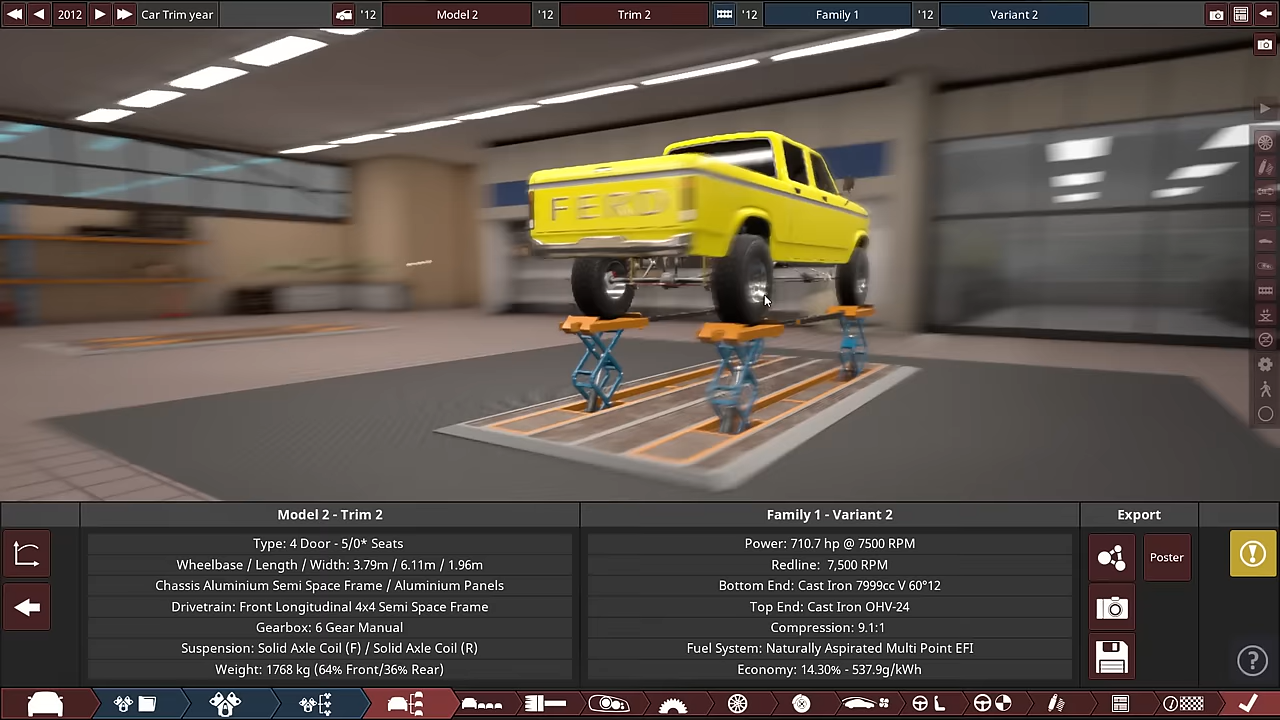 2012 Car Trim year '12 Model 2 '12 Trim 2 '12 Family 1 '12 Variant 2
FERD
Model 2 - Trim 2
Type: 4 Door - 5/0* Seats
Wheelbase / Length / Width: 3.79m / 6.11m / 1.96m
Chassis Aluminium Semi Space Frame / Aluminium Panels
Drivetrain: Front Longitudinal 4x4 Semi Space Frame
Gearbox: 6 Gear Manual
Suspension: Solid Axle Coil (F) / Solid Axle Coil (R)
Weight: 1768 kg (64% Front/36% Rear)
Family 1 - Variant 2
Power: 710.7 hp @ 7500 RPM
Redline: 7,500 RPM
Bottom End: Cast Iron 7999cc V 60°12
Top End: Cast Iron OHV-24
Compression: 9.1:1
Fuel System: Naturally Aspirated Multi Point EFI
Economy: 14.30% - 537.9g/kWh
Export
Poster